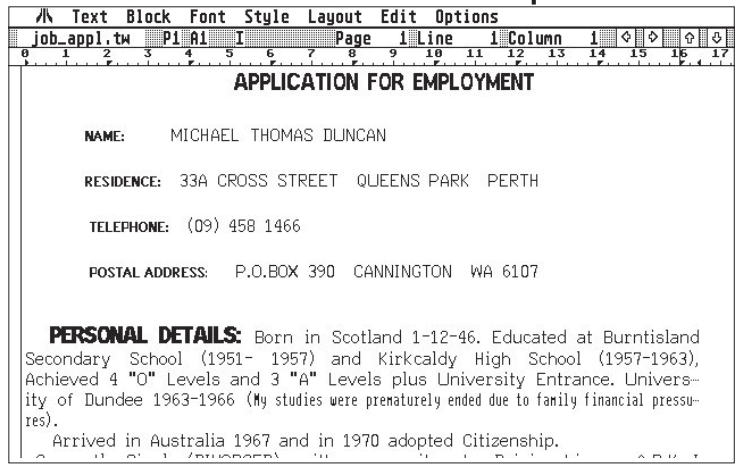 Text Block Font Style Layout Edit Options
job_appl.tw P1 A1 I Page 1 Line 1 Column 1
0 1 2 3 4 5 6 7 8 9 10 11 12 13 14 15 16 17
APPLICATION FOR EMPLOYMENT
NAME: MICHAEL THOMAS DUNCAN
RESIDENCE: 33A CROSS STREET QUEENS PARK PERTH
TELEPHONE: (09) 458 1466
POSTAL ADDRESS: P.O.BOX 390 CANNINGTON WA 6107
PERSONAL DETAILS: Born in Scotland 1-12-46. Educated at Burntisland
Secondary School (1951- 1957) and Kirkcaldy High School (1957-1963),
Achieved 4 "O" Levels and 3 "A" Levels plus University Entrance. Univers-
ity of Dundee 1963-1966 (My studies were prematurely ended due to family financial pressu-
res).
Arrived in Australia 1967 and in 1970 adopted Citizenship.